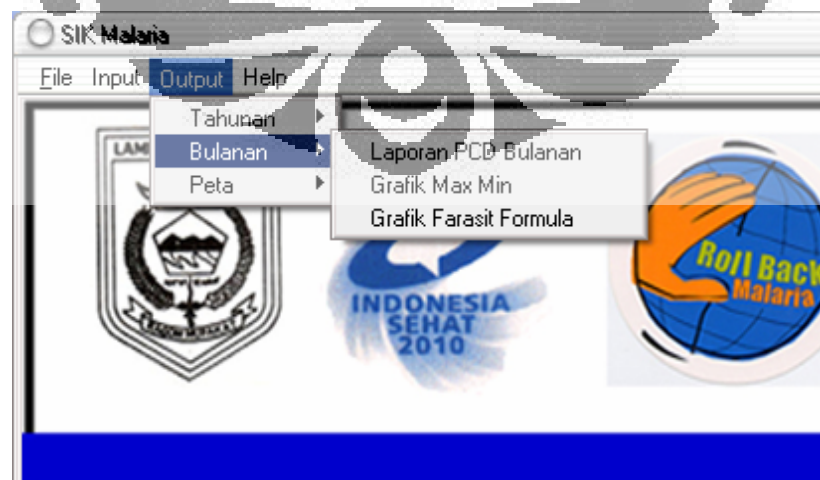 SIK Malaria
File Input Output Help
Tahunan
Bulanan
Peta
Laporan PCD Bulanan
Grafik Max Min
Grafik Farasit Formula
INDONESIA
SEHAT
2010
Roll Back
Malaria